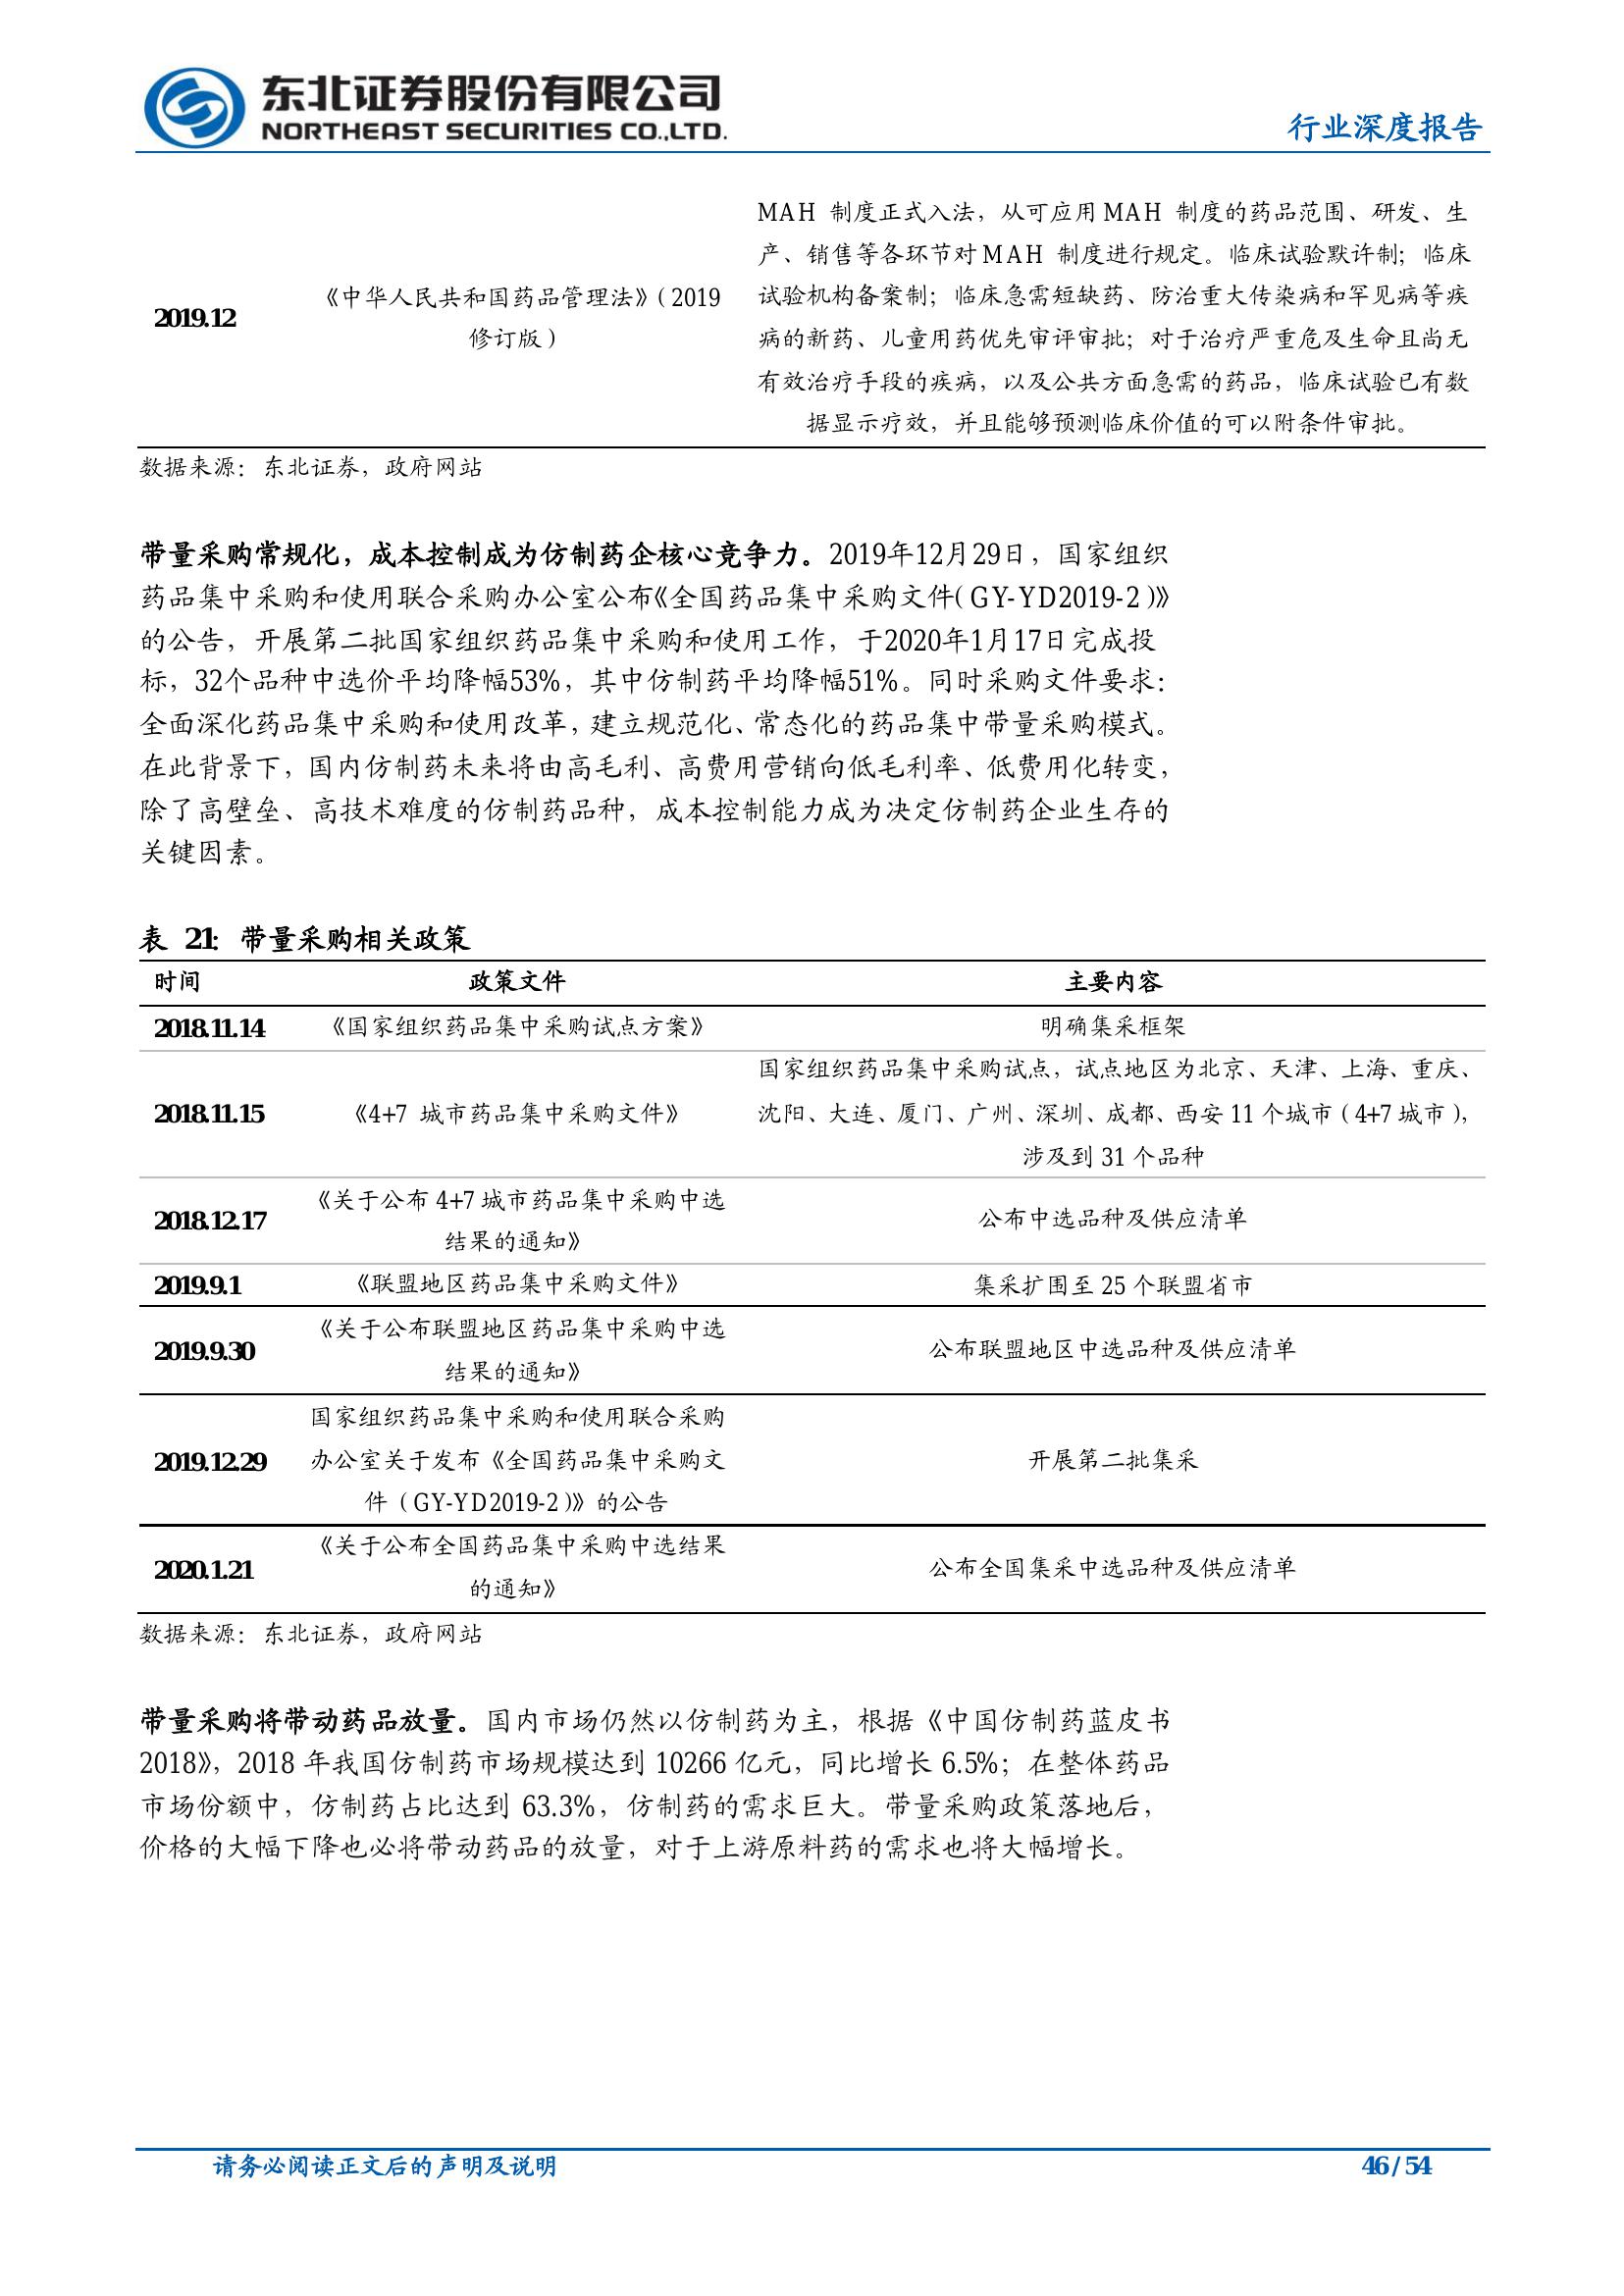 东北证券股份有限公司
NORTHEAST SECURITIES CO.,LTD.
行业深度报告
2019.12
《中华人民共和国药品管理法》（2019
修订版）
MAH 制度正式入法，从可应用 MAH 制度的药品范围、研发、生
产、销售等各环节对 MAH 制度进行规定。临床试验默许制；临床
试验机构备案制；临床急需短缺药、防治重大传染病和罕见病等疾
病的新药、儿童用药优先审评审批；对于治疗严重危及生命且尚无
有效治疗手段的疾病，以及公共方面急需的药品，临床试验已有数
据显示疗效，并且能够预测临床价值的可以附条件审批。
数据来源：东北证券，政府网站
带量采购常规化，成本控制成为仿制药企核心竞争力。2019年12月29日，国家组织
药品集中采购和使用联合采购办公室公布《全国药品集中采购文件（GY-YD2019-2）》
的公告，开展第二批国家组织药品集中采购和使用工作，于2020年1月17日完成投
标，32个品种中选价平均降幅53%，其中仿制药平均降幅51%。同时采购文件要求：
全面深化药品集中采购和使用改革，建立规范化、常态化的药品集中带量采购模式。
在此背景下，国内仿制药未来将由高毛利、高费用营销向低毛利率、低费用化转变，
除了高壁垒、高技术难度的仿制药品种，成本控制能力成为决定仿制药企业生存的
关键因素。
表 21：带量采购相关政策
时间 政策文件 主要内容
2018.11.14 《国家组织药品集中采购试点方案》 明确集采框架
2018.11.15 《4+7 城市药品集中采购文件》
国家组织药品集中采购试点，试点地区为北京、天津、上海、重庆、
沈阳、大连、厦门、广州、深圳、成都、西安 11 个城市（4+7 城市），
涉及到 31 个品种
2018.12.17
《关于公布 4+7 城市药品集中采购中选
结果的通知》
公布中选品种及供应清单
2019.9.1 《联盟地区药品集中采购文件》 集采扩围至 25 个联盟省市
2019.9.30
《关于公布联盟地区药品集中采购中选
结果的通知》
公布联盟地区中选品种及供应清单
2019.12.29
国家组织药品集中采购和使用联合采购
办公室关于发布《全国药品集中采购文
件（GY-YD2019-2）》的公告
开展第二批集采
2020.1.21
《关于公布全国药品集中采购中选结果
的通知》
公布全国集采中选品种及供应清单
数据来源：东北证券，政府网站
带量采购将带动药品放量。国内市场仍然以仿制药为主，根据《中国仿制药蓝皮书
2018》，2018 年我国仿制药市场规模达到 10266 亿元，同比增长 6.5%；在整体药品
市场份额中，仿制药占比达到 63.3%，仿制药的需求巨大。带量采购政策落地后，
价格的大幅下降也必将带动药品的放量，对于上游原料药的需求也将大幅增长。
请务必阅读正文后的声明及说明
46 / 54